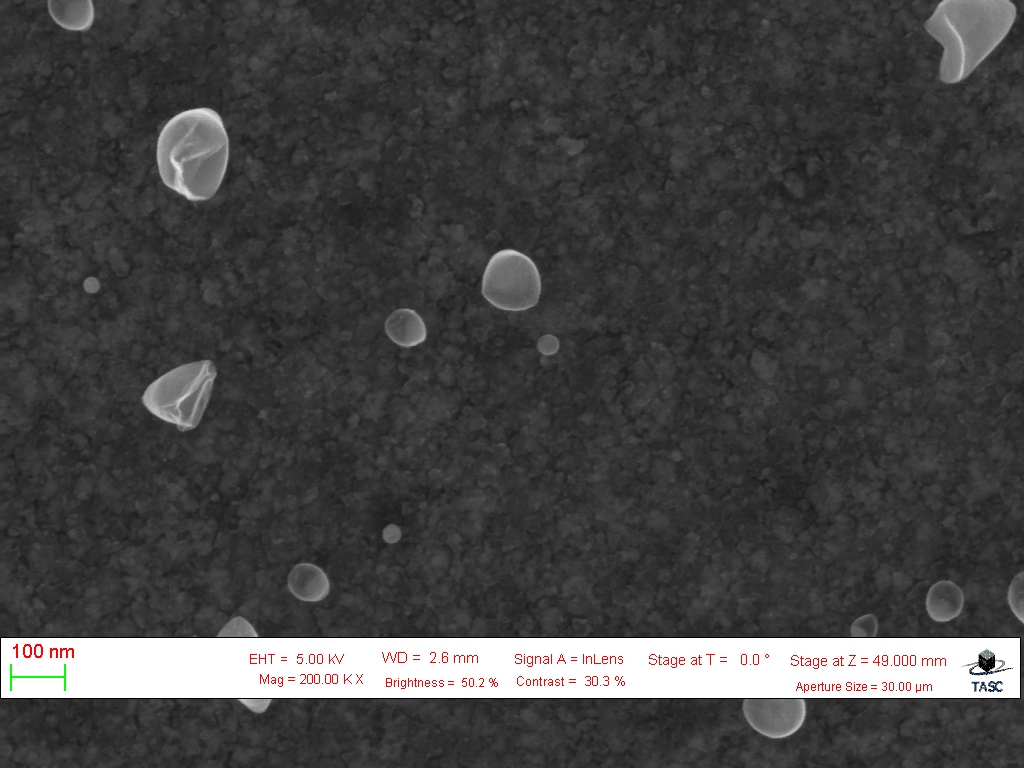 100 nm
EHT = 5.00 kV WD = 2.6 mm Signal A = InLens Stage at T = 0.0 ° Stage at Z = 49.000 mm
Mag = 200.00 K X Brightness = 50.2 % Contrast = 30.3 % Aperture Size = 30.00 µm
TASC